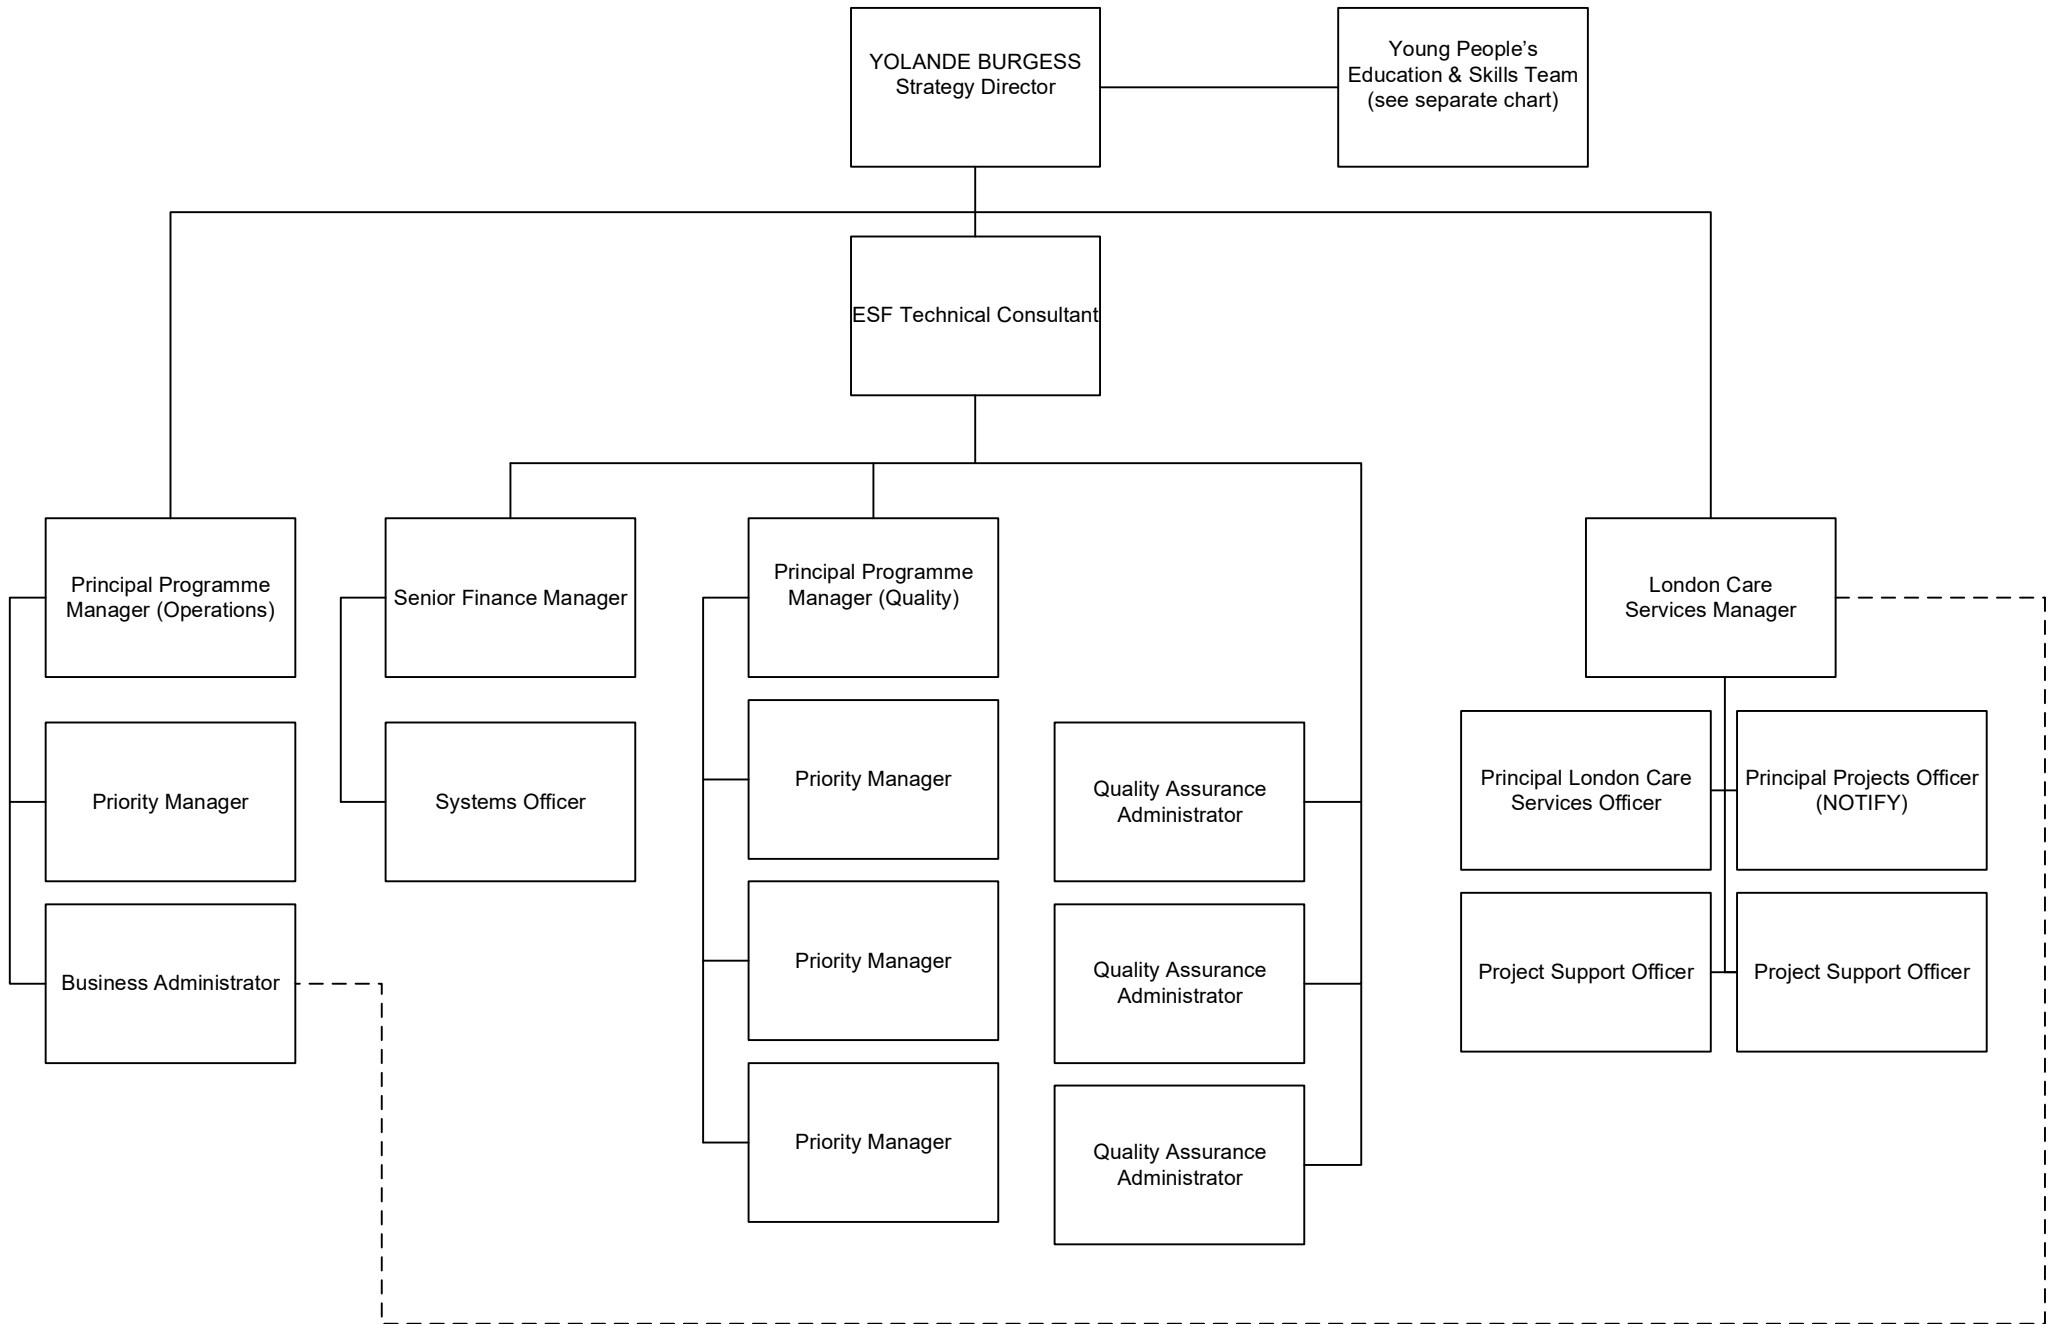 YOLANDE BURGESS
Strategy Director
Young People’s
Education & Skills Team
(see separate chart)
ESF Technical Consultant
Principal Programme
Manager (Operations)
Senior Finance Manager
Principal Programme
Manager (Quality)
London Care
Services Manager
Priority Manager
Systems Officer
Priority Manager
Quality Assurance
Administrator
Principal London Care
Services Officer
Principal Projects Officer
(NOTIFY)
Business Administrator
Priority Manager
Quality Assurance
Administrator
Project Support Officer
Project Support Officer
Priority Manager
Quality Assurance
Administrator